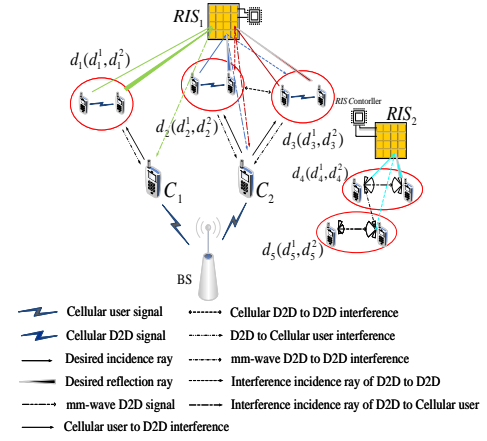 RIS₁
d₁(d₁¹,d₁²)
d₂(d₂¹,d₂²)
d₃(d₃¹,d₃²)
RIS Contorller
RIS₂
d₄(d₄¹,d₄²)
C₁
C₂
d₅(d₅¹,d₅²)
BS
Cellular user signal
Cellular D2D to D2D interference
Cellular D2D signal
D2D to Cellular user interference
Desired incidence ray
mm-wave D2D to D2D interference
Desired reflection ray
Interference incidence ray of D2D to D2D
mm-wave D2D signal
Interference incidence ray of D2D to Cellular user
Cellular user to D2D interference